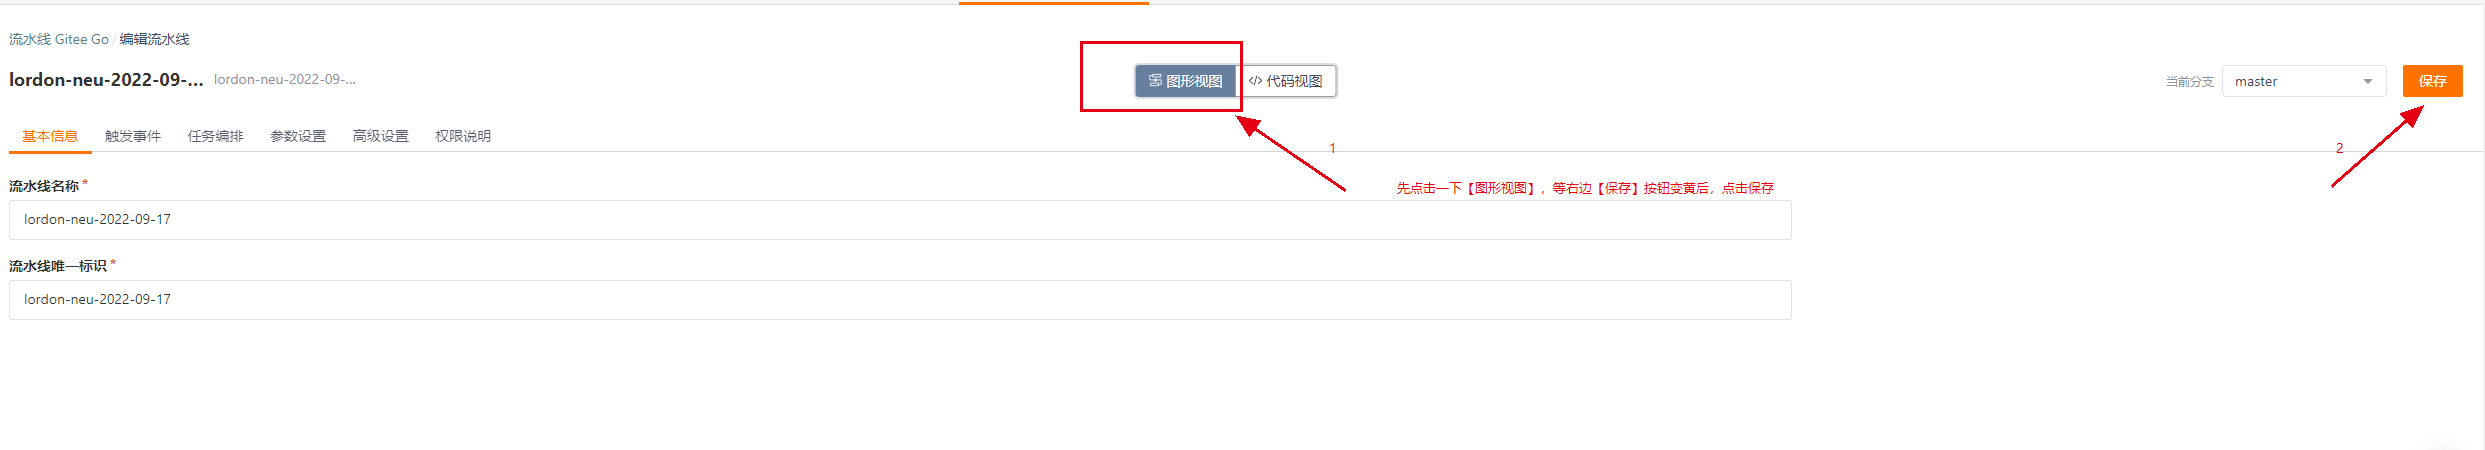 流水线 Gitee Go / 编辑流水线
lordon-neu-2022-09-... lordon-neu-2022-09-...
图形视图 </> 代码视图
当前分支 master 保存
基本信息 触发事件 任务编排 参数设置 高级设置 权限说明
1
2
流水线名称 *
先点击一下【图形视图】，等右边【保存】按钮变黄后，点击保存
lordon-neu-2022-09-17
流水线唯一标识 *
lordon-neu-2022-09-17